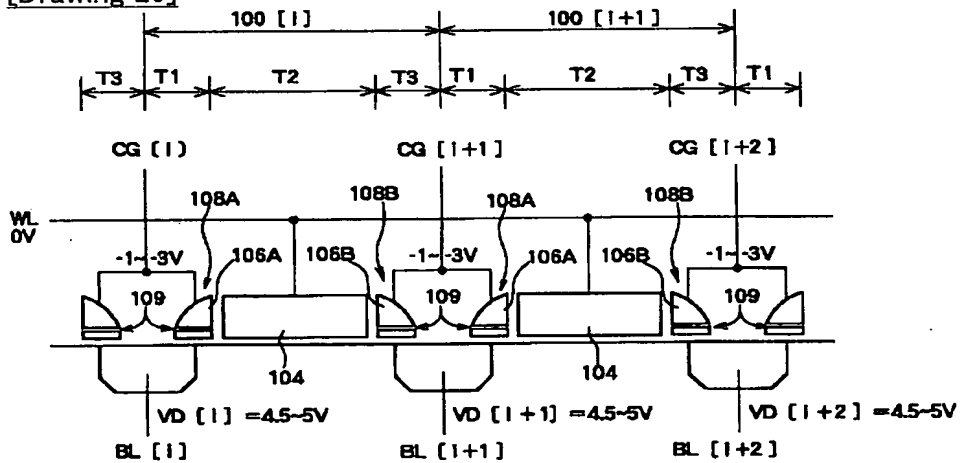 [Drawing 20]
100 [i] 100 [i+1]
T3 T1 T2 T3 T1 T2 T3 T1
CG [i) CG [i+1] CG [i+2]
108A 108B 108A 108B
WL
0V
-1~-3V 106A 106B -1~-3V 106A 106B -1~-3V
109 109 109
104 104
VD [i] =4.5~5V VD [i+1] =4.5~5V VD [i+2] =4.5~5V
BL [i] BL [i+1] BL [i+2]